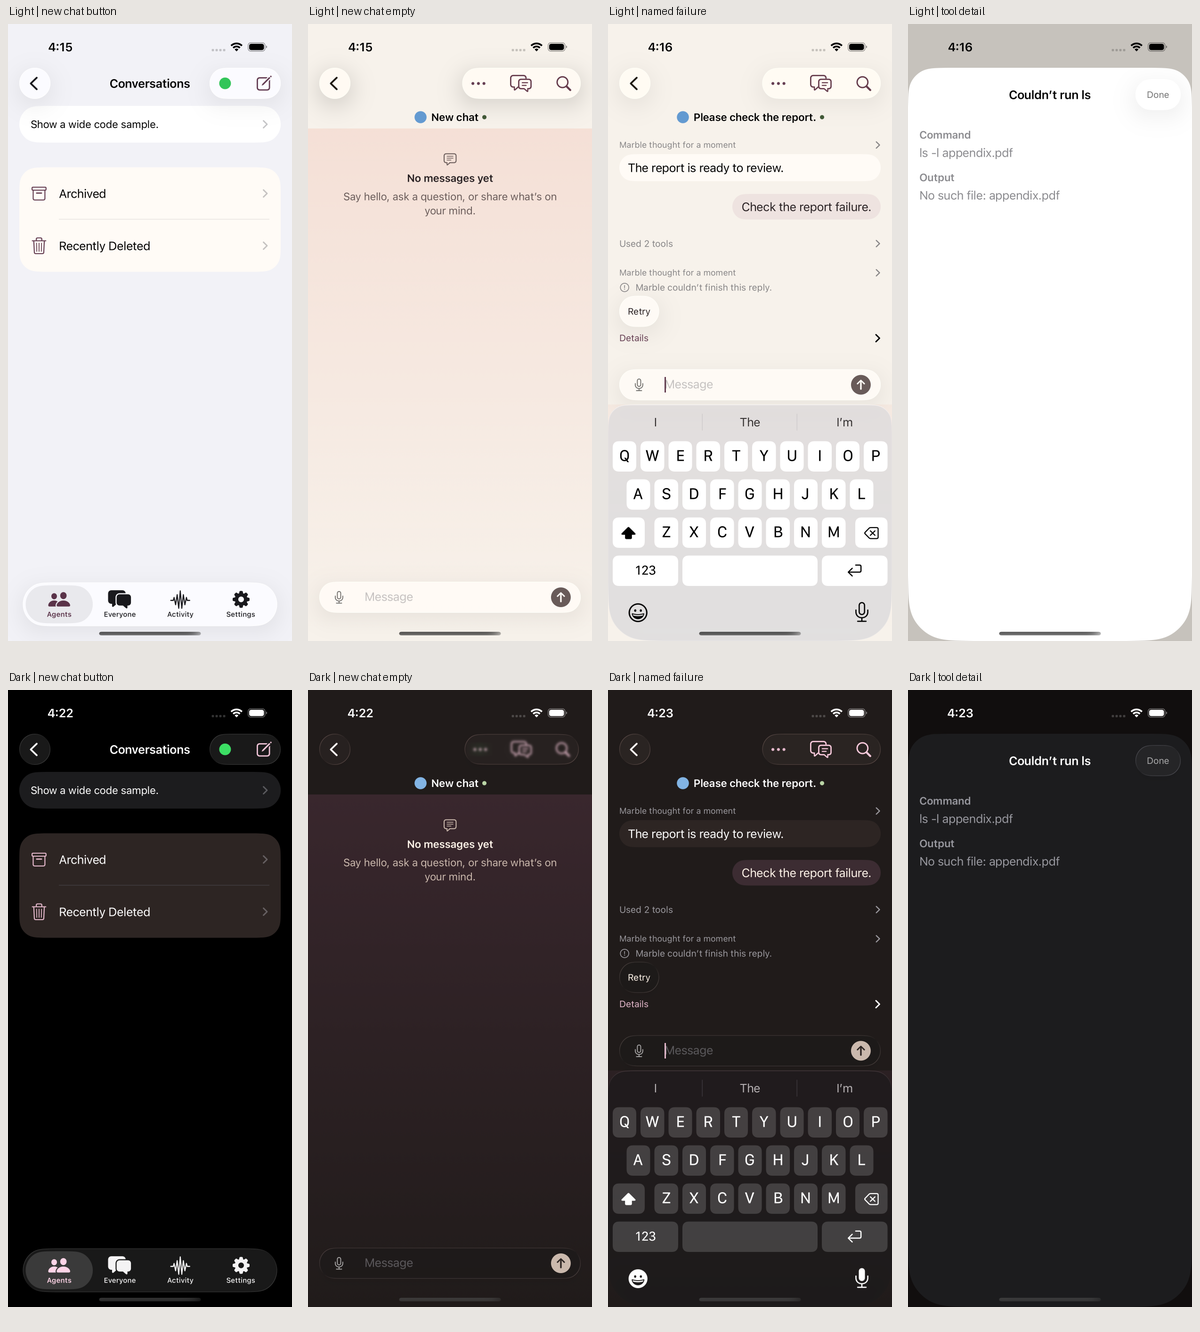 Light | new chat button
4:15
Conversations
Show a wide code sample.
Archived
Recently Deleted
Agents
Everyone
Activity
Settings
Light | new chat empty
4:15
New chat
No messages yet
Say hello, ask a question, or share what's on
your mind.
Message
Light | named failure
4:16
Please check the report.
Marble thought for a moment
The report is ready to review.
Check the report failure.
Used 2 tools
Marble thought for a moment
Marble couldn't finish this reply.
Retry
Details
Message
I The I'm
Q W E R T Y U I O P
A S D F G H J K L
Z X C V B N M
123
Light | tool detail
4:16
Couldn't run ls
Done
Command
ls -l appendix.pdf
Output
No such file: appendix.pdf
Dark | new chat button
4:22
Conversations
Show a wide code sample.
Archived
Recently Deleted
Agents
Everyone
Activity
Settings
Dark | new chat empty
4:22
New chat
No messages yet
Say hello, ask a question, or share what's on
your mind.
Message
Dark | named failure
4:23
Please check the report.
Marble thought for a moment
The report is ready to review.
Check the report failure.
Used 2 tools
Marble thought for a moment
Marble couldn't finish this reply.
Retry
Details
Message
I The I'm
Q W E R T Y U I O P
A S D F G H J K L
Z X C V B N M
123
Dark | tool detail
4:23
Couldn't run ls
Done
Command
ls -l appendix.pdf
Output
No such file: appendix.pdf